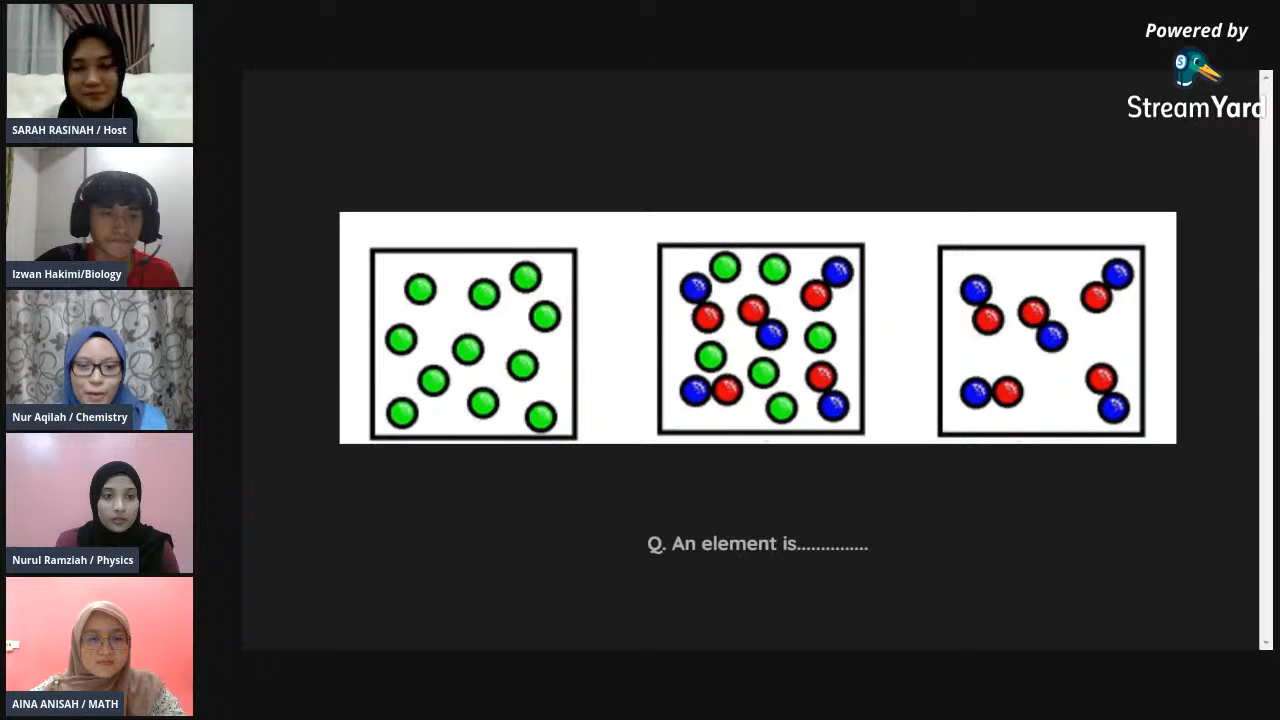 Powered by
StreamYard
SARAH RASINAH / Host
Izwan Hakimi/Biology
Nur Aqilah / Chemistry
Nurul Ramziah / Physics
AINA ANISAH / MATH
Q. An element is...............